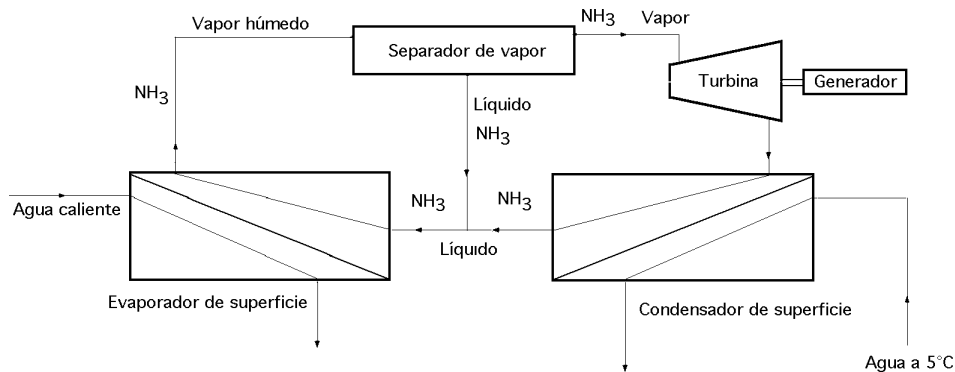 NH3
Vapor
Vapor húmedo
Separador de vapor
Turbina
Generador
NH3
Líquido
NH3
Agua caliente
NH3
NH3
Líquido
Evaporador de superficie
Condensador de superficie
Agua a 5°C